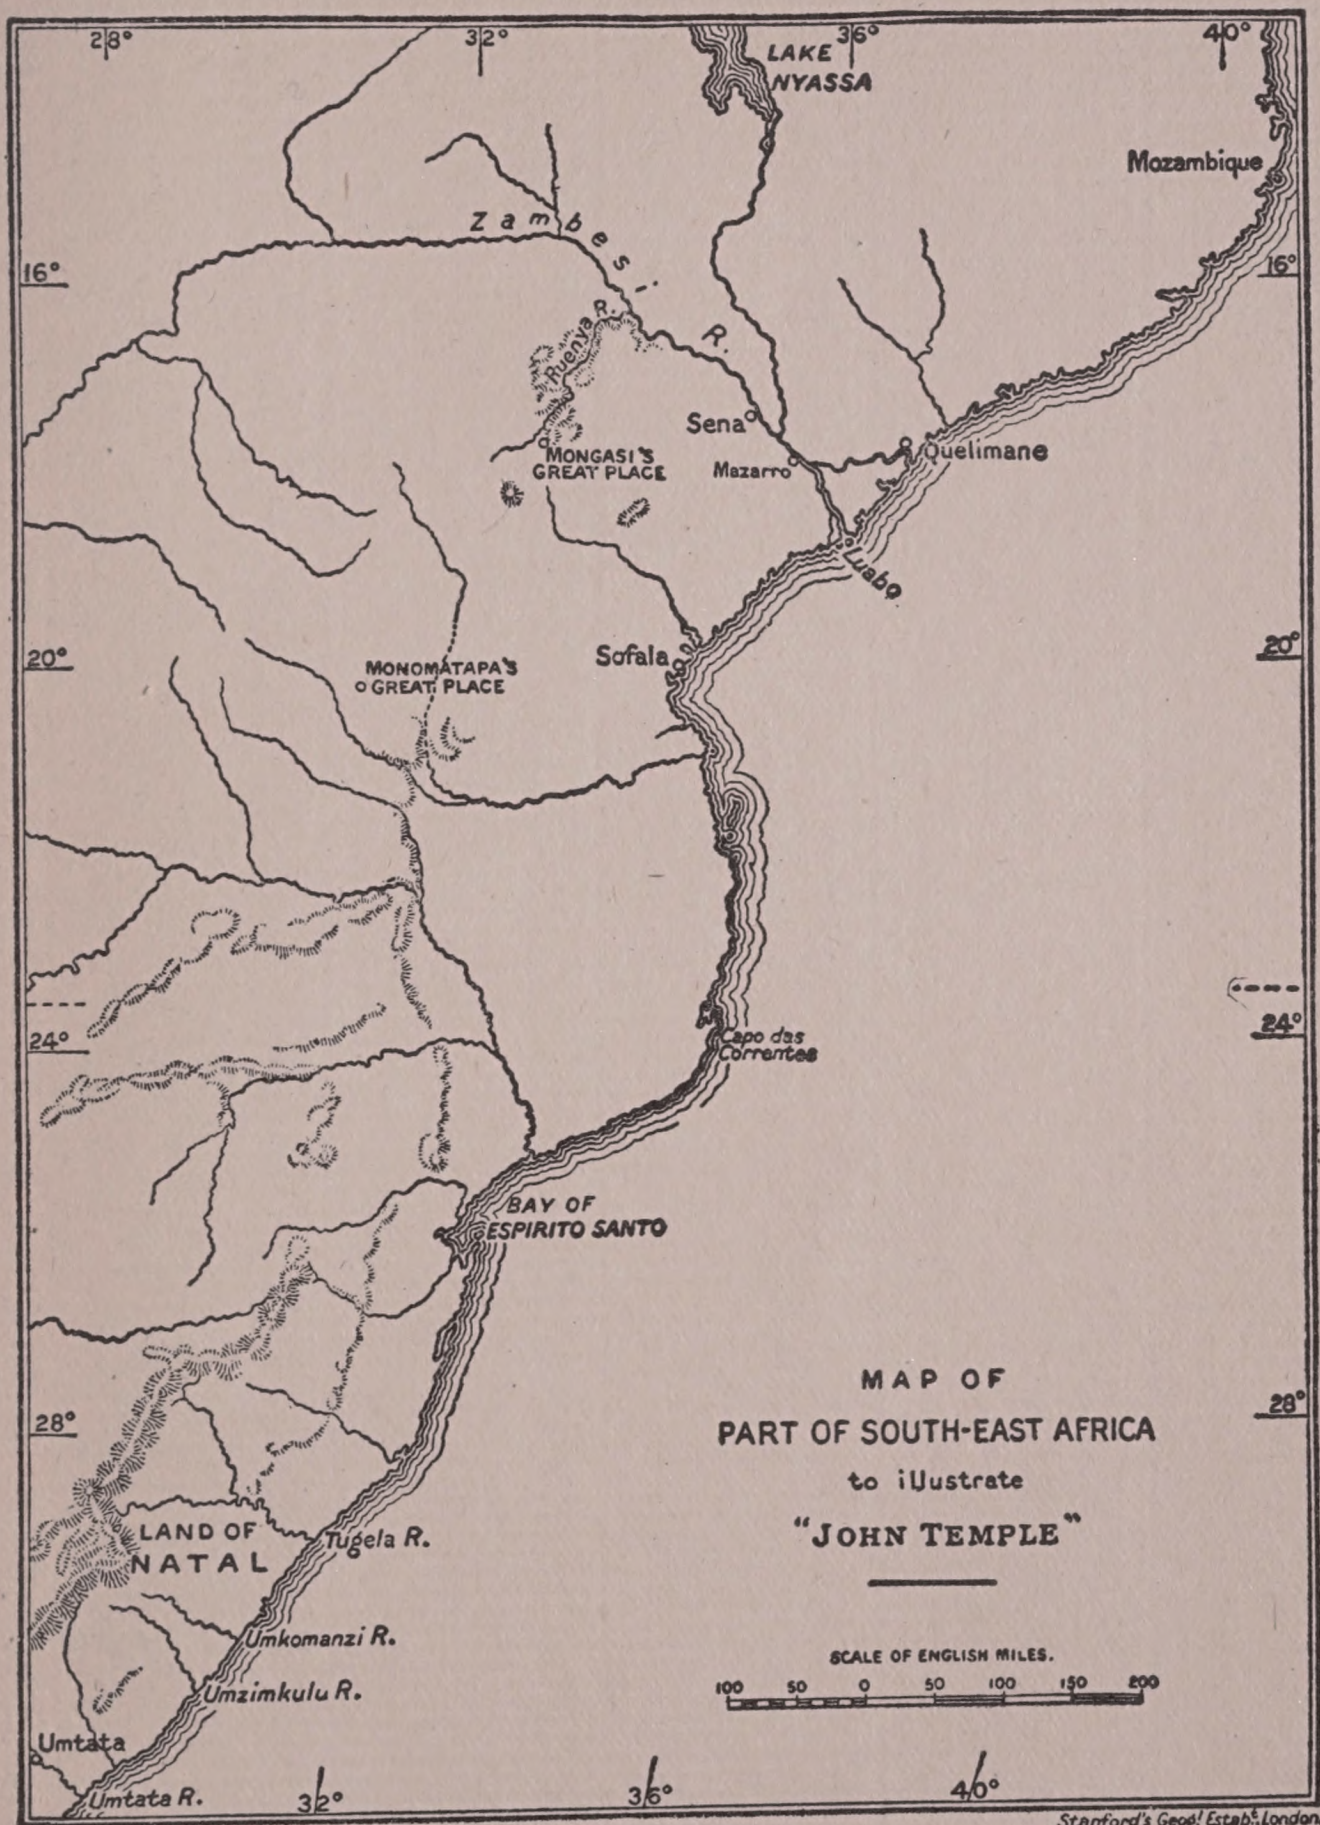 28°
32°
36°
40°
LAKE
NYASSA
Mozambique
Zambesi R.
16°
16°
Ruenya R.
Sena
MONGASI'S
GREAT PLACE
Mazarro
Quelimane
Luabo
Sofala
20°
20°
MONOMATAPA'S
GREAT PLACE
24°
24°
Capo das
Correntes
BAY OF
ESPIRITO SANTO
28°
28°
MAP OF
PART OF SOUTH-EAST AFRICA
to illustrate
"JOHN TEMPLE"
LAND OF
NATAL
Tugela R.
Umkomanzi R.
Umzimkulu R.
SCALE OF ENGLISH MILES.
100 50 0 50 100 150 200
Umtata
Umtata R.
32°
36°
40°
Stanford's Geog! Estabt. London